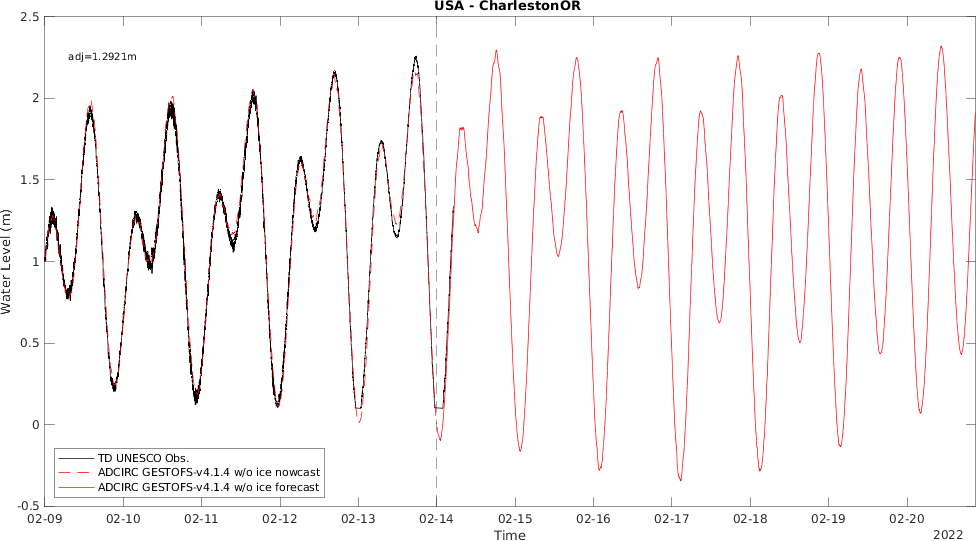 USA - CharlestonOR
adj=1.2921m
2.5
2
1.5
1
0.5
0
-0.5
Water Level (m)
TD UNESCO Obs.
ADCIRC GESTOFS-v4.1.4 w/o ice nowcast
ADCIRC GESTOFS-v4.1.4 w/o ice forecast
02-09 02-10 02-11 02-12 02-13 02-14 02-15 02-16 02-17 02-18 02-19 02-20
Time
2022